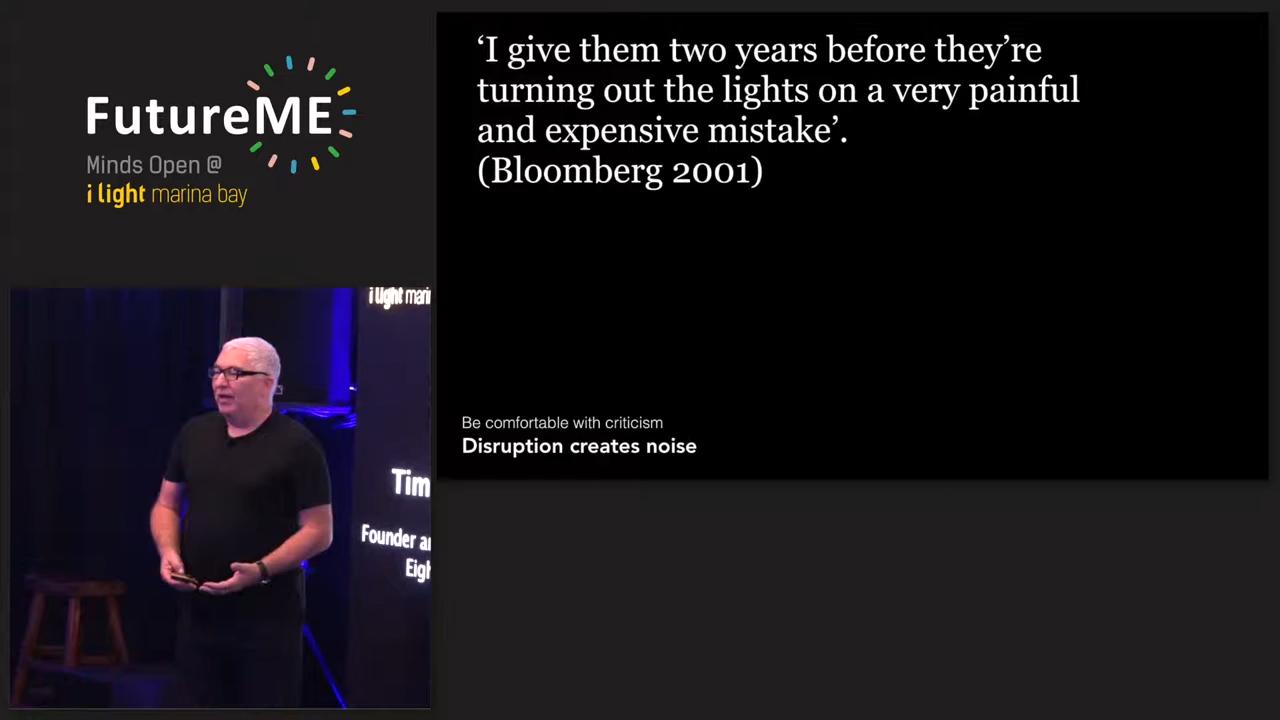 FutureME
Minds Open @
i light marina bay
‘I give them two years before they’re
turning out the lights on a very painful
and expensive mistake’.
(Bloomberg 2001)
Be comfortable with criticism
Disruption creates noise
i light mari
Tim
Founder a
Eigh